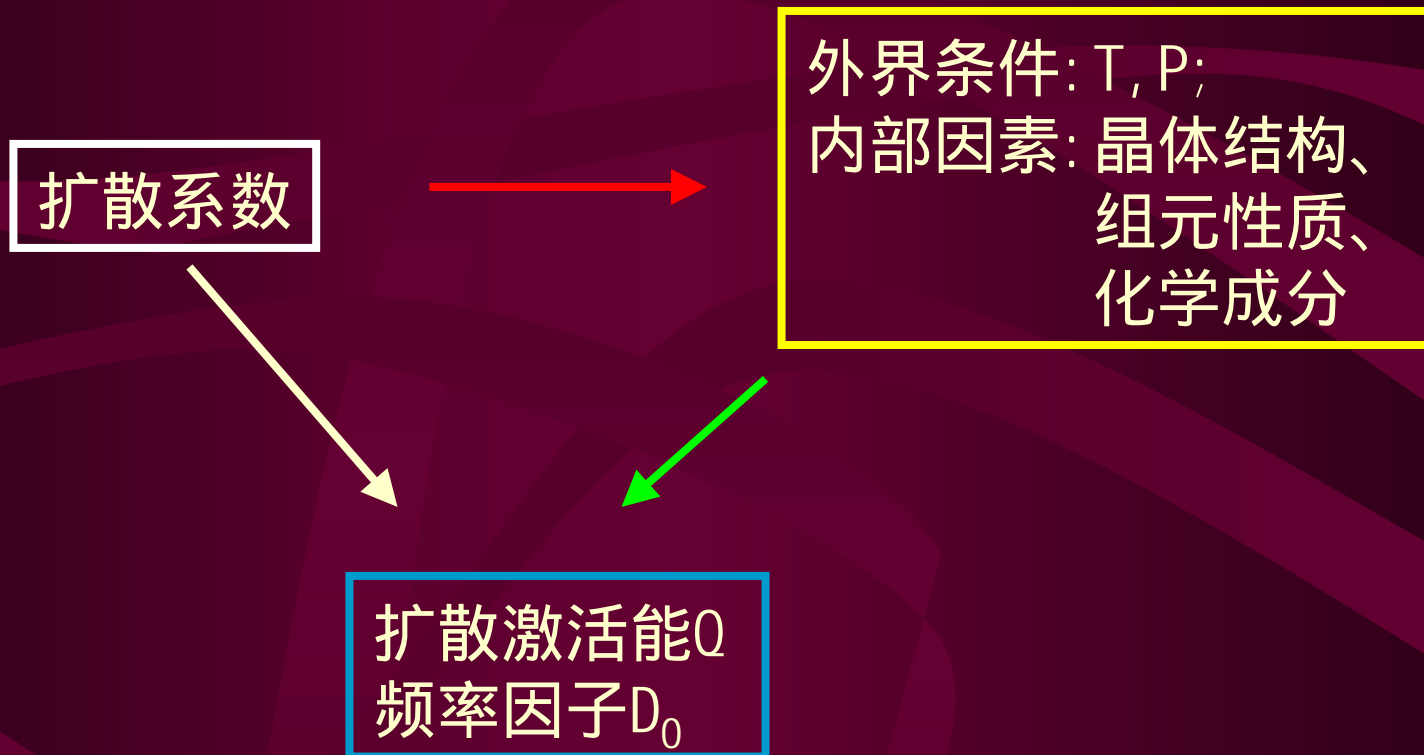 扩散系数
外界条件: T, P;
内部因素: 晶体结构、
组元性质、
化学成分
扩散激活能Q
频率因子D₀